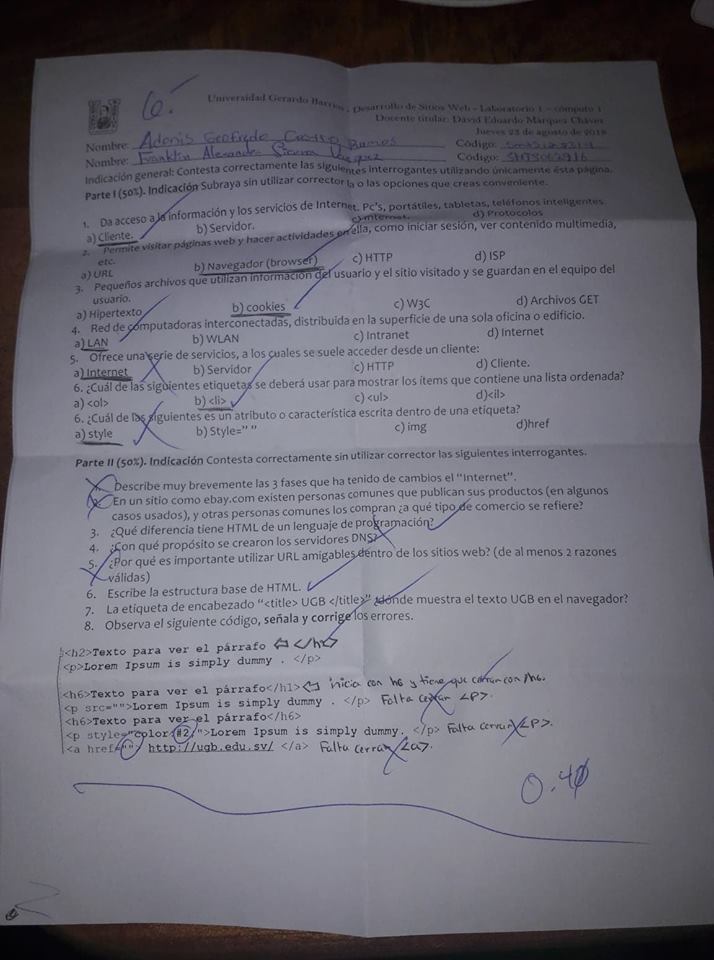 6.
Universidad Gerardo Barrios, Desarrollo de Sitios Web - Laboratorio 1 - cómputo 1
Docente titular: David Eduardo Márquez Chávez
Jueves 23 de agosto de 2018
Nombre: Adonis Geofredo Ramos Código:
Nombre: Franklin Alexander Código:
Indicación general: Contesta correctamente las siguientes interrogantes utilizando únicamente ésta página.
Parte I (50%). Indicación Subraya sin utilizar corrector la o las opciones que creas conveniente.
1. Da acceso a la información y los servicios de Internet. Pc's, portátiles, tabletas, teléfonos inteligentes.
a) Cliente. b) Servidor. c) Internet. d) Protocolos
2. Permite visitar páginas web y hacer actividades en ella, como iniciar sesión, ver contenido multimedia,
etc.
a) URL b) Navegador (browser) c) HTTP d) ISP
3. Pequeños archivos que utilizan información del usuario y el sitio visitado y se guardan en el equipo del
usuario.
a) Hipertexto b) cookies c) W3C d) Archivos GET
4. Red de computadoras interconectadas, distribuida en la superficie de una sola oficina o edificio.
a) LAN b) WLAN c) Intranet d) Internet
5. Ofrece una serie de servicios, a los cuales se suele acceder desde un cliente:
a) Internet b) Servidor c) HTTP d) Cliente.
6. ¿Cuál de las siguientes etiquetas se deberá usar para mostrar los ítems que contiene una lista ordenada?
a) <ol> b) <li> c) <ul> d)<il>
6. ¿Cuál de las siguientes es un atributo o característica escrita dentro de una etiqueta?
a) style b) Style=" " c) img d)href
Parte II (50%). Indicación Contesta correctamente sin utilizar corrector las siguientes interrogantes.
1. Describe muy brevemente las 3 fases que ha tenido de cambios el "Internet".
2. En un sitio como ebay.com existen personas comunes que publican sus productos (en algunos
casos usados), y otras personas comunes los compran ¿a qué tipo de comercio se refiere?
3. ¿Qué diferencia tiene HTML de un lenguaje de programación?
4. ¿Con qué propósito se crearon los servidores DNS?
5. ¿Por qué es importante utilizar URL amigables dentro de los sitios web? (de al menos 2 razones
válidas)
6. Escribe la estructura base de HTML.
7. La etiqueta de encabezado "<title> UGB </title>" ¿dónde muestra el texto UGB en el navegador?
8. Observa el siguiente código, señala y corrige los errores.
<h2>Texto para ver el párrafo ⇦ </h2>
<p>Lorem Ipsum is simply dummy . </p>
<h6>Texto para ver el párrafo</h1> ⇦ inicia con h6 y tiene que cerrar con /h6.
<p src="">Lorem Ipsum is simply dummy . </p> Falta cerrar <P>.
<h6>Texto para ver el párrafo</h6>
<p style="color:#2;">Lorem Ipsum is simply dummy. </p> Falta cerrar <P>.
<a href=""> http://ugb.edu.sv/ </a> Falta cerrar <a>.